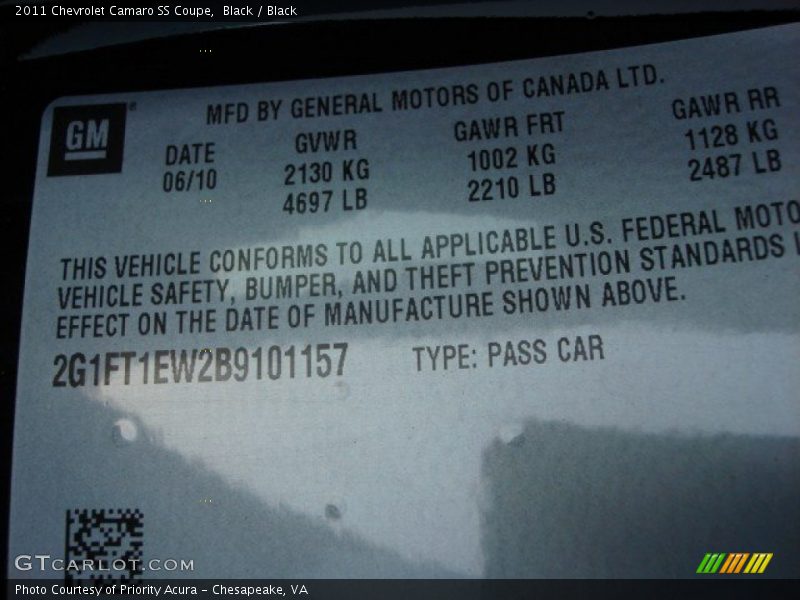 2011 Chevrolet Camaro SS Coupe,  Black / Black
GM®
MFD BY GENERAL MOTORS OF CANADA LTD.
DATE GVWR GAWR FRT GAWR RR
06/10 2130 KG 1002 KG 1128 KG
4697 LB 2210 LB 2487 LB
THIS VEHICLE CONFORMS TO ALL APPLICABLE U.S. FEDERAL MOTO
VEHICLE SAFETY, BUMPER, AND THEFT PREVENTION STANDARDS
EFFECT ON THE DATE OF MANUFACTURE SHOWN ABOVE.
2G1FT1EW2B9101157 TYPE: PASS CAR
GTcarlot.com
Photo Courtesy of Priority Acura – Chesapeake, VA